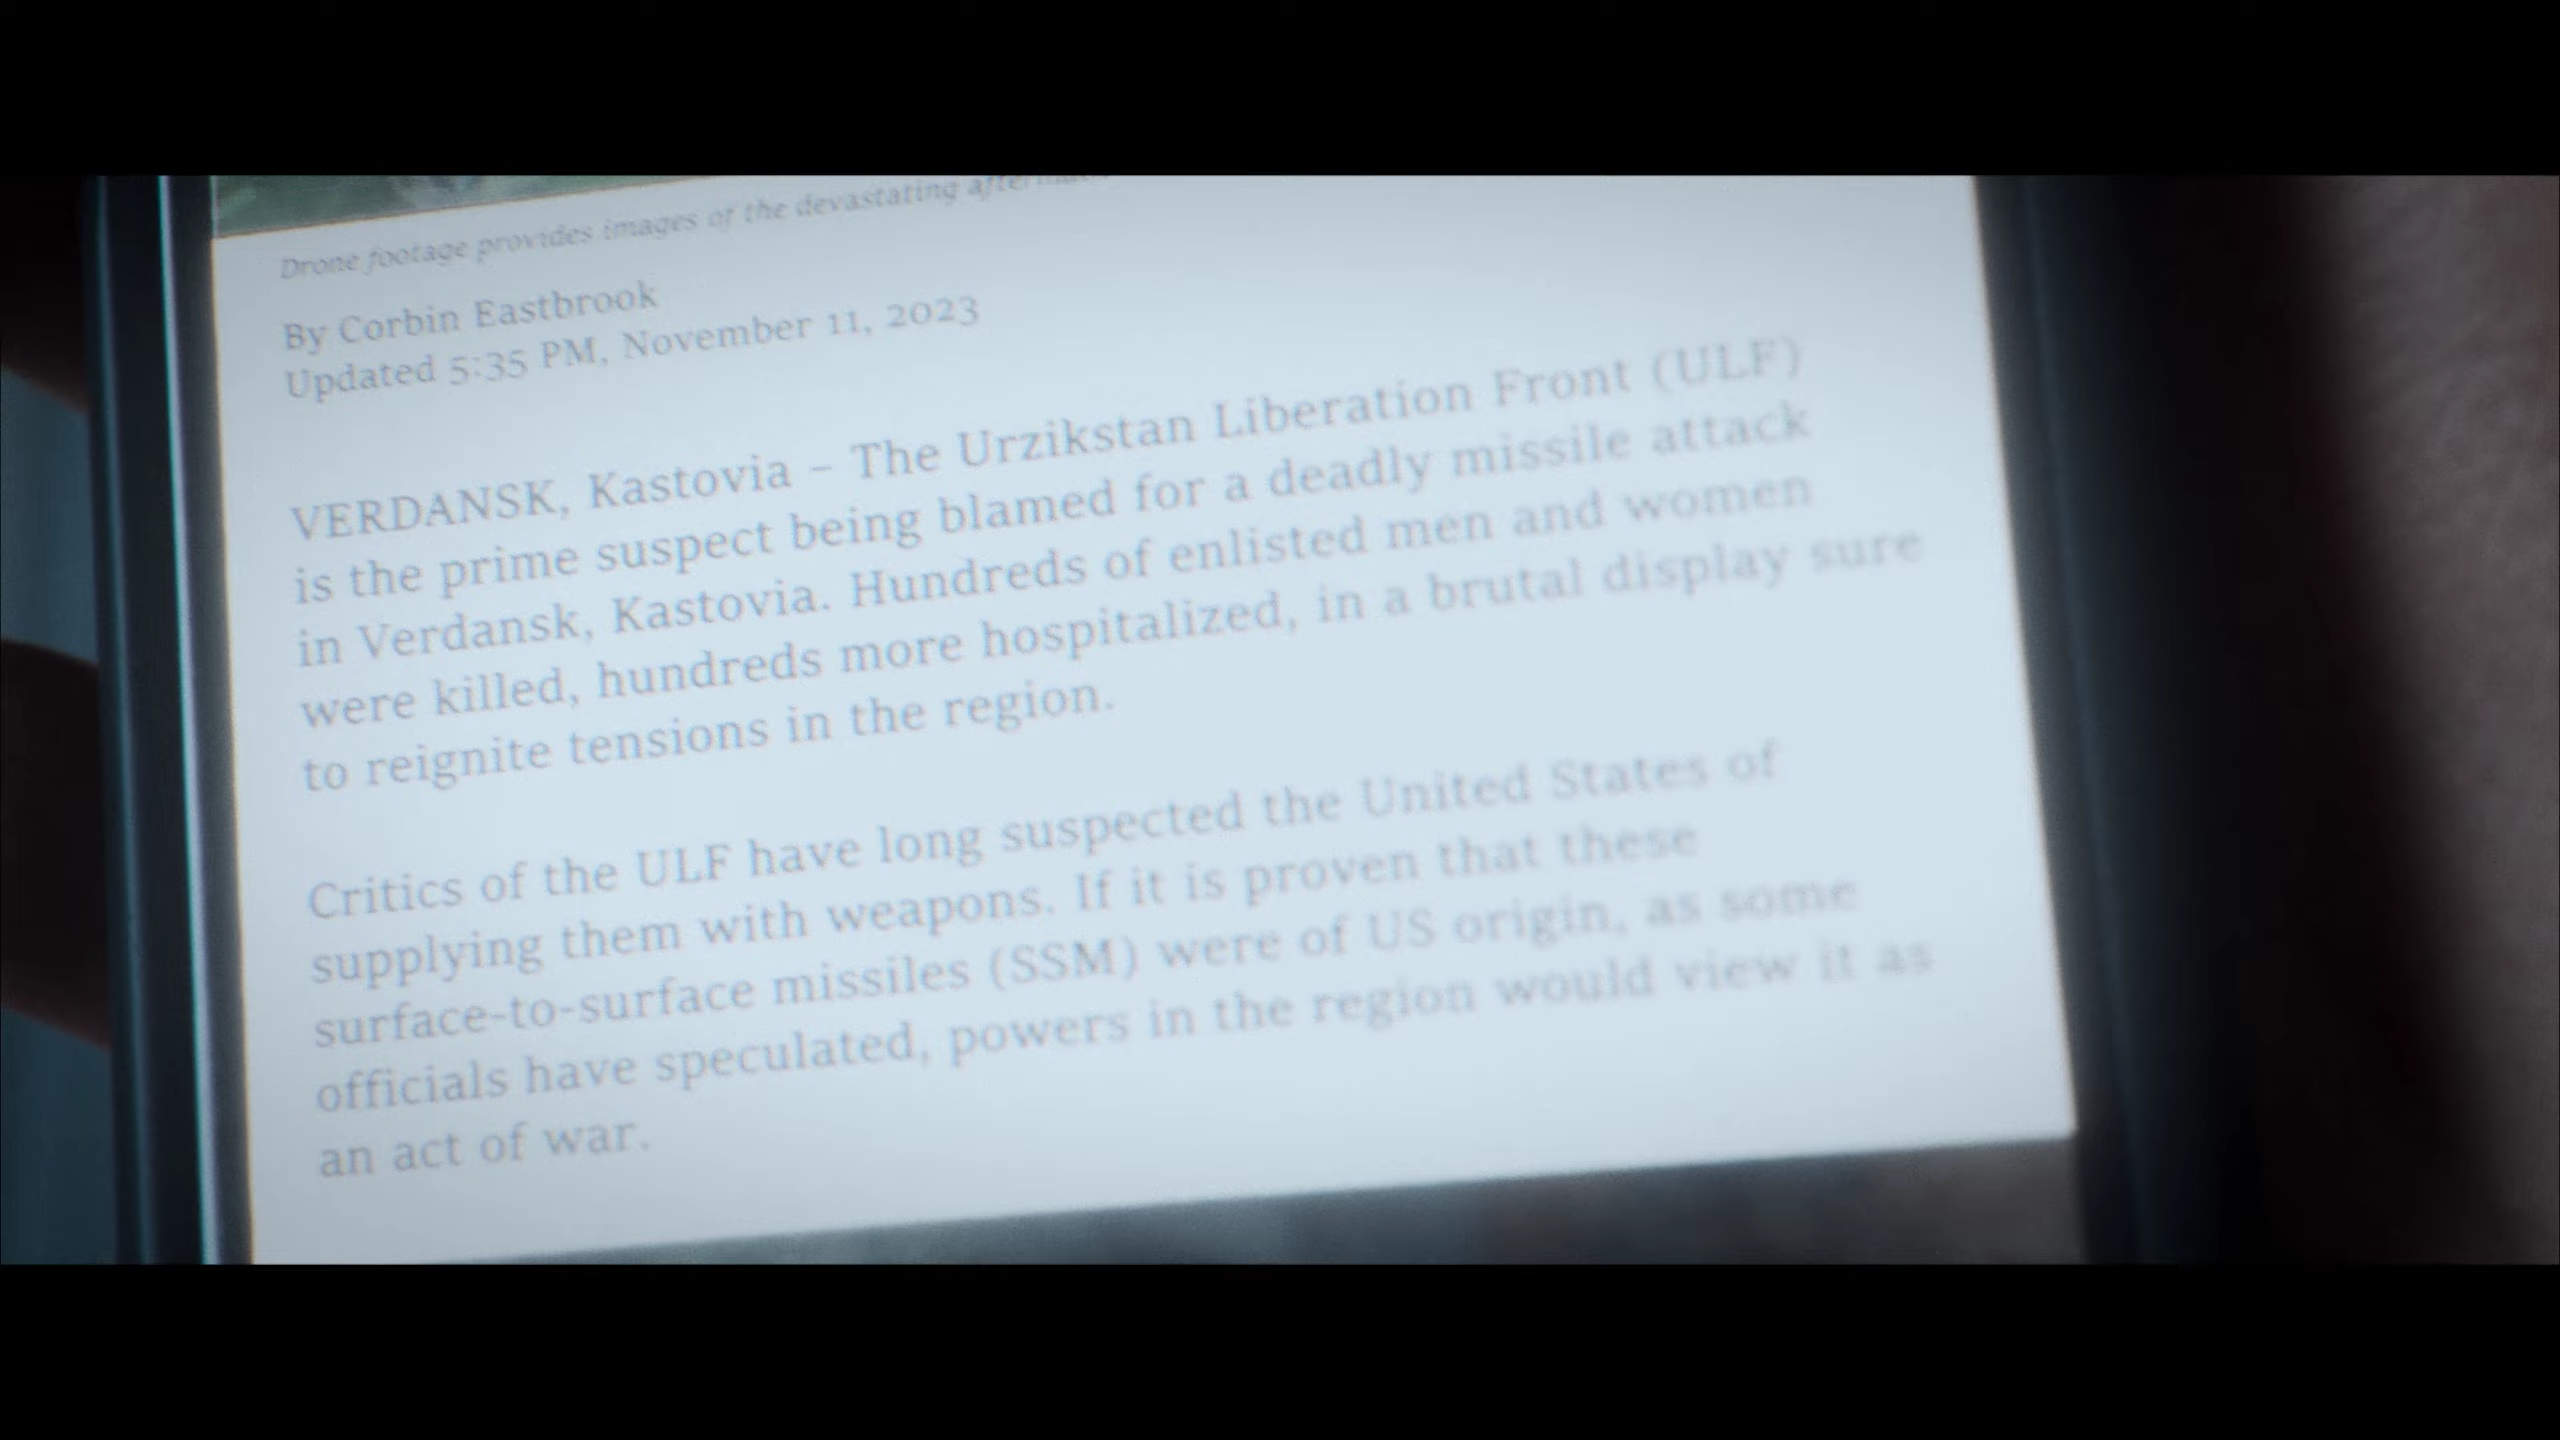 Drone footage provides images of the devastating
By Corbin Eastbrook
Updated 5:35 PM, November 11, 2023
VERDANSK, Kastovia – The Urzikstan Liberation Front (ULF)
is the prime suspect being blamed for a deadly missile attack
in Verdansk, Kastovia. Hundreds of enlisted men and women
were killed, hundreds more hospitalized, in a brutal display sure
to reignite tensions in the region.
Critics of the ULF have long suspected the United States of
supplying them with weapons. If it is proven that these
surface-to-surface missiles (SSM) were of US origin, as some
officials have speculated, powers in the region would view it as
an act of war.